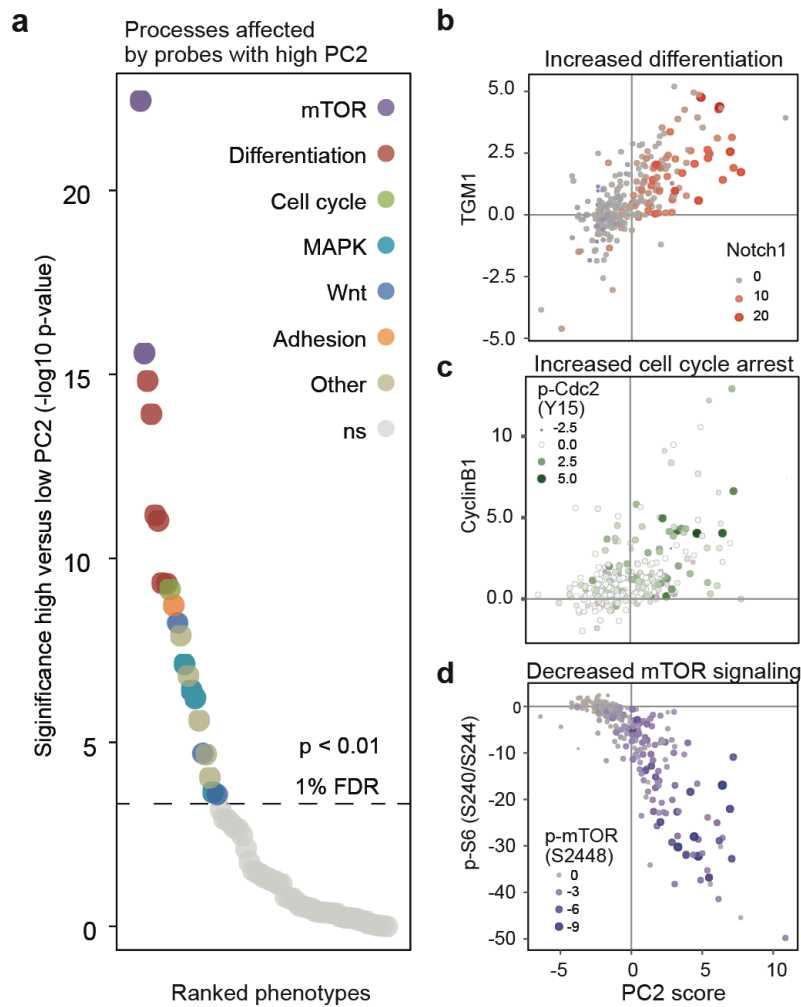 a
Processes affected
by probes with high PC2
mTOR
Differentiation
Cell cycle
MAPK
Wnt
Adhesion
Other
ns
20
15
10
5
0
p < 0.01
1% FDR
Siginificance high versus low PC2 (-log10 p-value)
Ranked phenotypes
b
Increased differentiation
5.0
2.5
0.0
-2.5
-5.0
TGM1
Notch1
0
10
20
c
Increased cell cycle arrest
p-Cdc2
(Y15)
-2.5
0.0
2.5
5.0
10
5.0
0.0
CyclinB1
d
Decreased mTOR signaling
0
-10
-20
-30
-40
-50
p-S6 (S240/S244)
p-mTOR
(S2448)
0
-3
-6
-9
-5
0
5
10
PC2 score